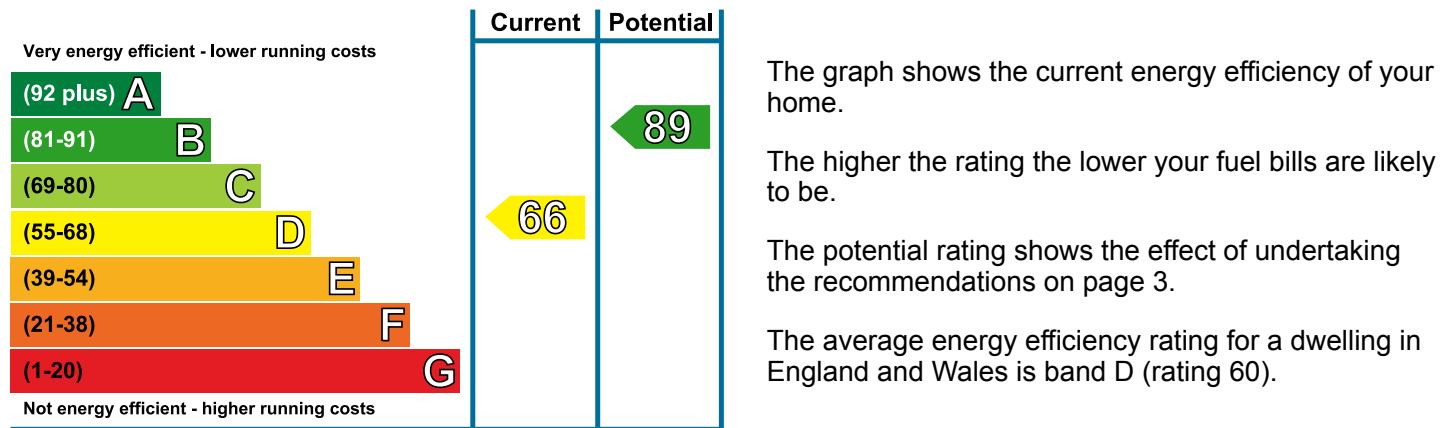 Current Potential
Very energy efficient - lower running costs
(92 plus) A
(81-91) B
(69-80) C
(55-68) D
(39-54) E
(21-38) F
(1-20) G
Not energy efficient - higher running costs
89
66
The graph shows the current energy efficiency of your
home.
The higher the rating the lower your fuel bills are likely
to be.
The potential rating shows the effect of undertaking
the recommendations on page 3.
The average energy efficiency rating for a dwelling in
England and Wales is band D (rating 60).